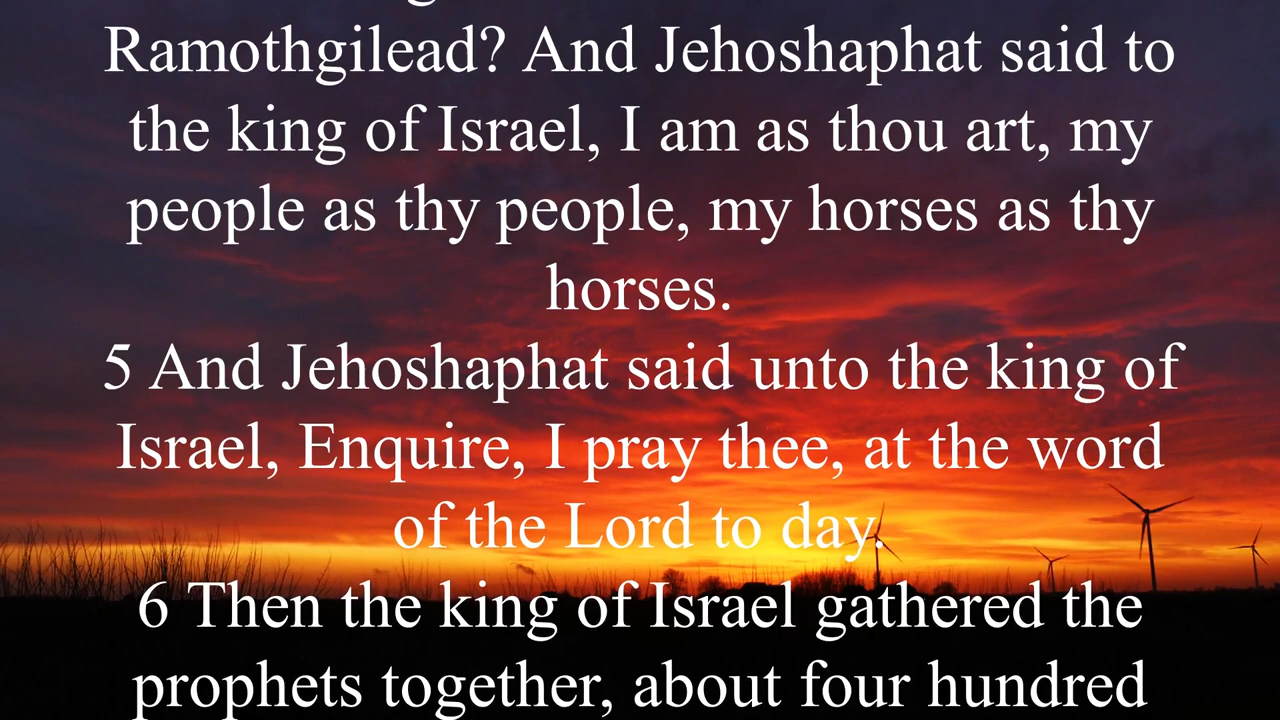 Ramothgilead? And Jehoshaphat said to
the king of Israel, I am as thou art, my
people as thy people, my horses as thy
horses.
5 And Jehoshaphat said unto the king of
Israel, Enquire, I pray thee, at the word
of the Lord to day.
6 Then the king of Israel gathered the
prophets together, about four hundred